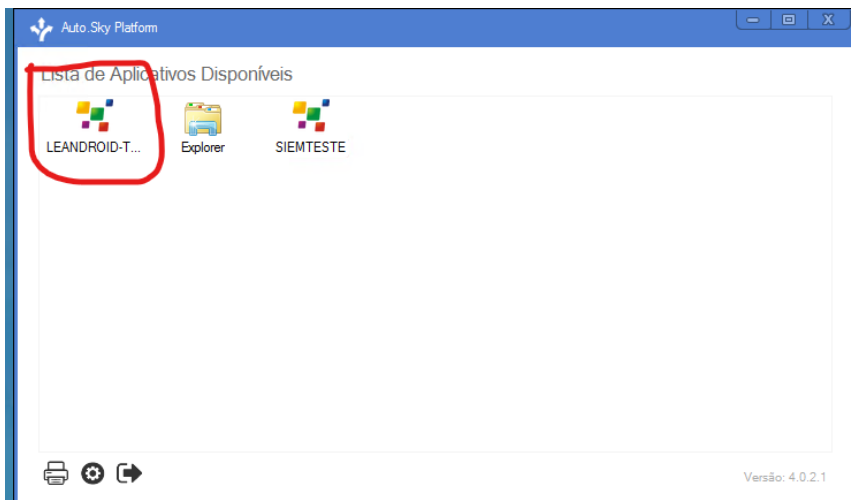 Auto.Sky Platform
Lista de Aplicativos Disponíveis
LEANDROID-T...
Explorer
SIEMTESTE
Versão: 4.0.2.1